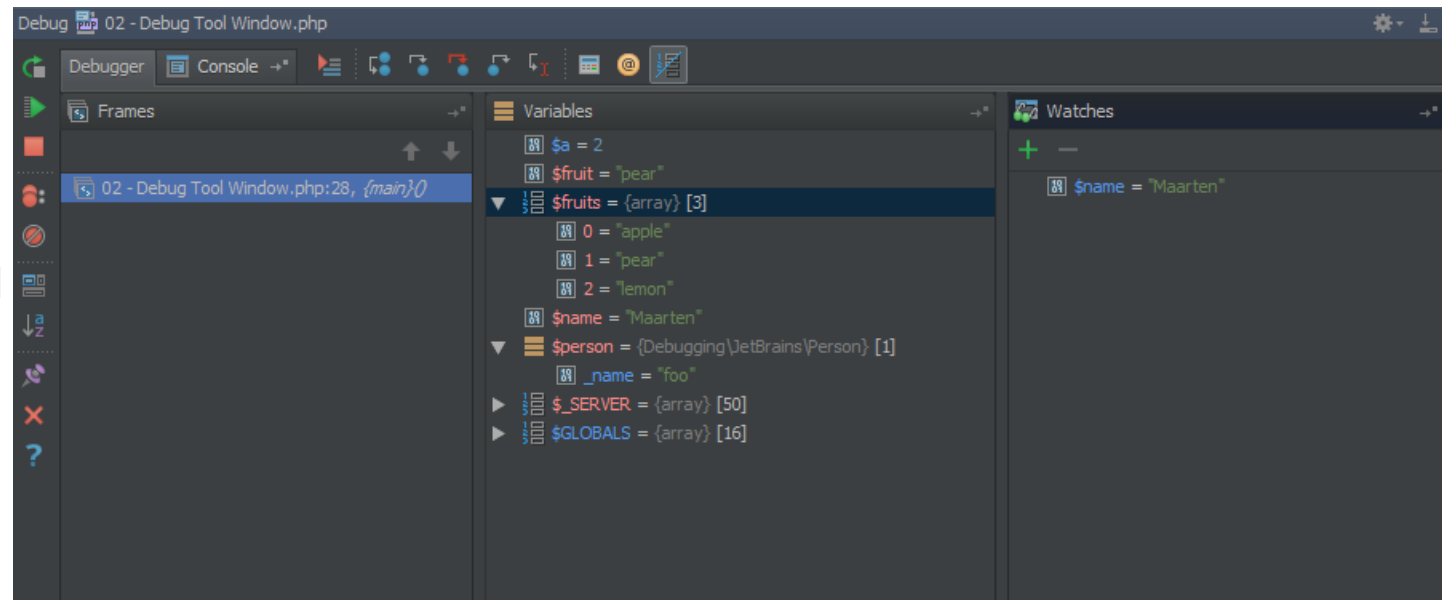 Debug 02 - Debug Tool Window.php
Debugger Console
Frames
02 - Debug Tool Window.php:28, {main}()
Variables
$a = 2
$fruit = "pear"
$fruits = {array} [3]
0 = "apple"
1 = "pear"
2 = "lemon"
$name = "Maarten"
$person = {Debugging\JetBrains\Person} [1]
_name = "foo"
$_SERVER = {array} [50]
$GLOBALS = {array} [16]
Watches
$name = "Maarten"